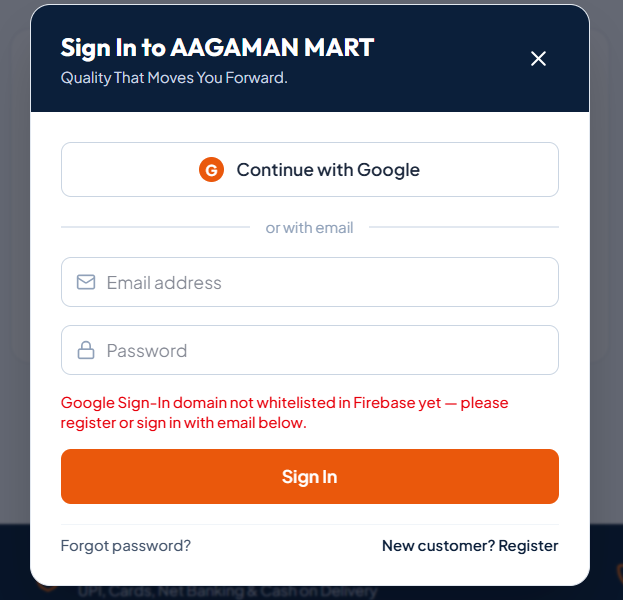 Sign In to AAGAMAN MART
Quality That Moves You Forward.
G Continue with Google
or with email
Email address
Password
Google Sign-In domain not whitelisted in Firebase yet — please
register or sign in with email below.
Sign In
Forgot password? New customer? Register
UPI, Cards, Net Banking & Cash on Delivery